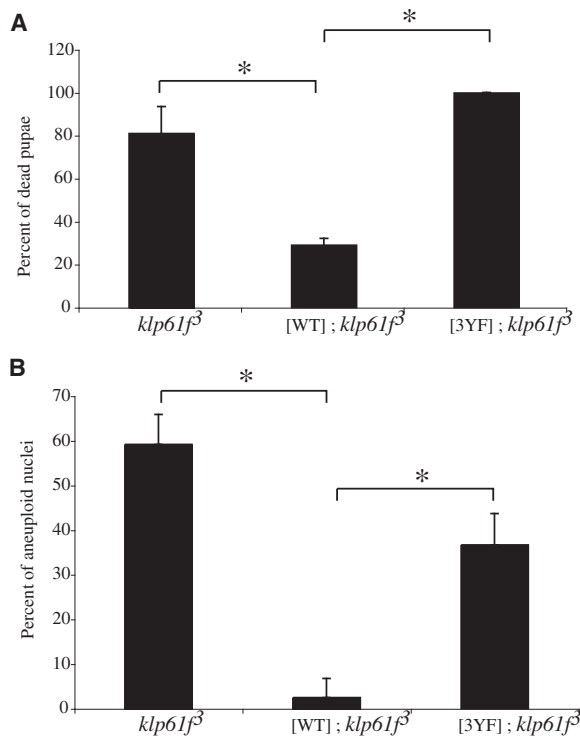 A
*
*
Percent of dead pupae
120
100
80
60
40
20
0
klp61f3
[WT] ; klp61f3
[3YF] ; klp61f3
B
*
*
Percent of aneuploid nuclei
70
60
50
40
30
20
10
0
klp61f3
[WT] ; klp61f3
[3YF] ; klp61f3